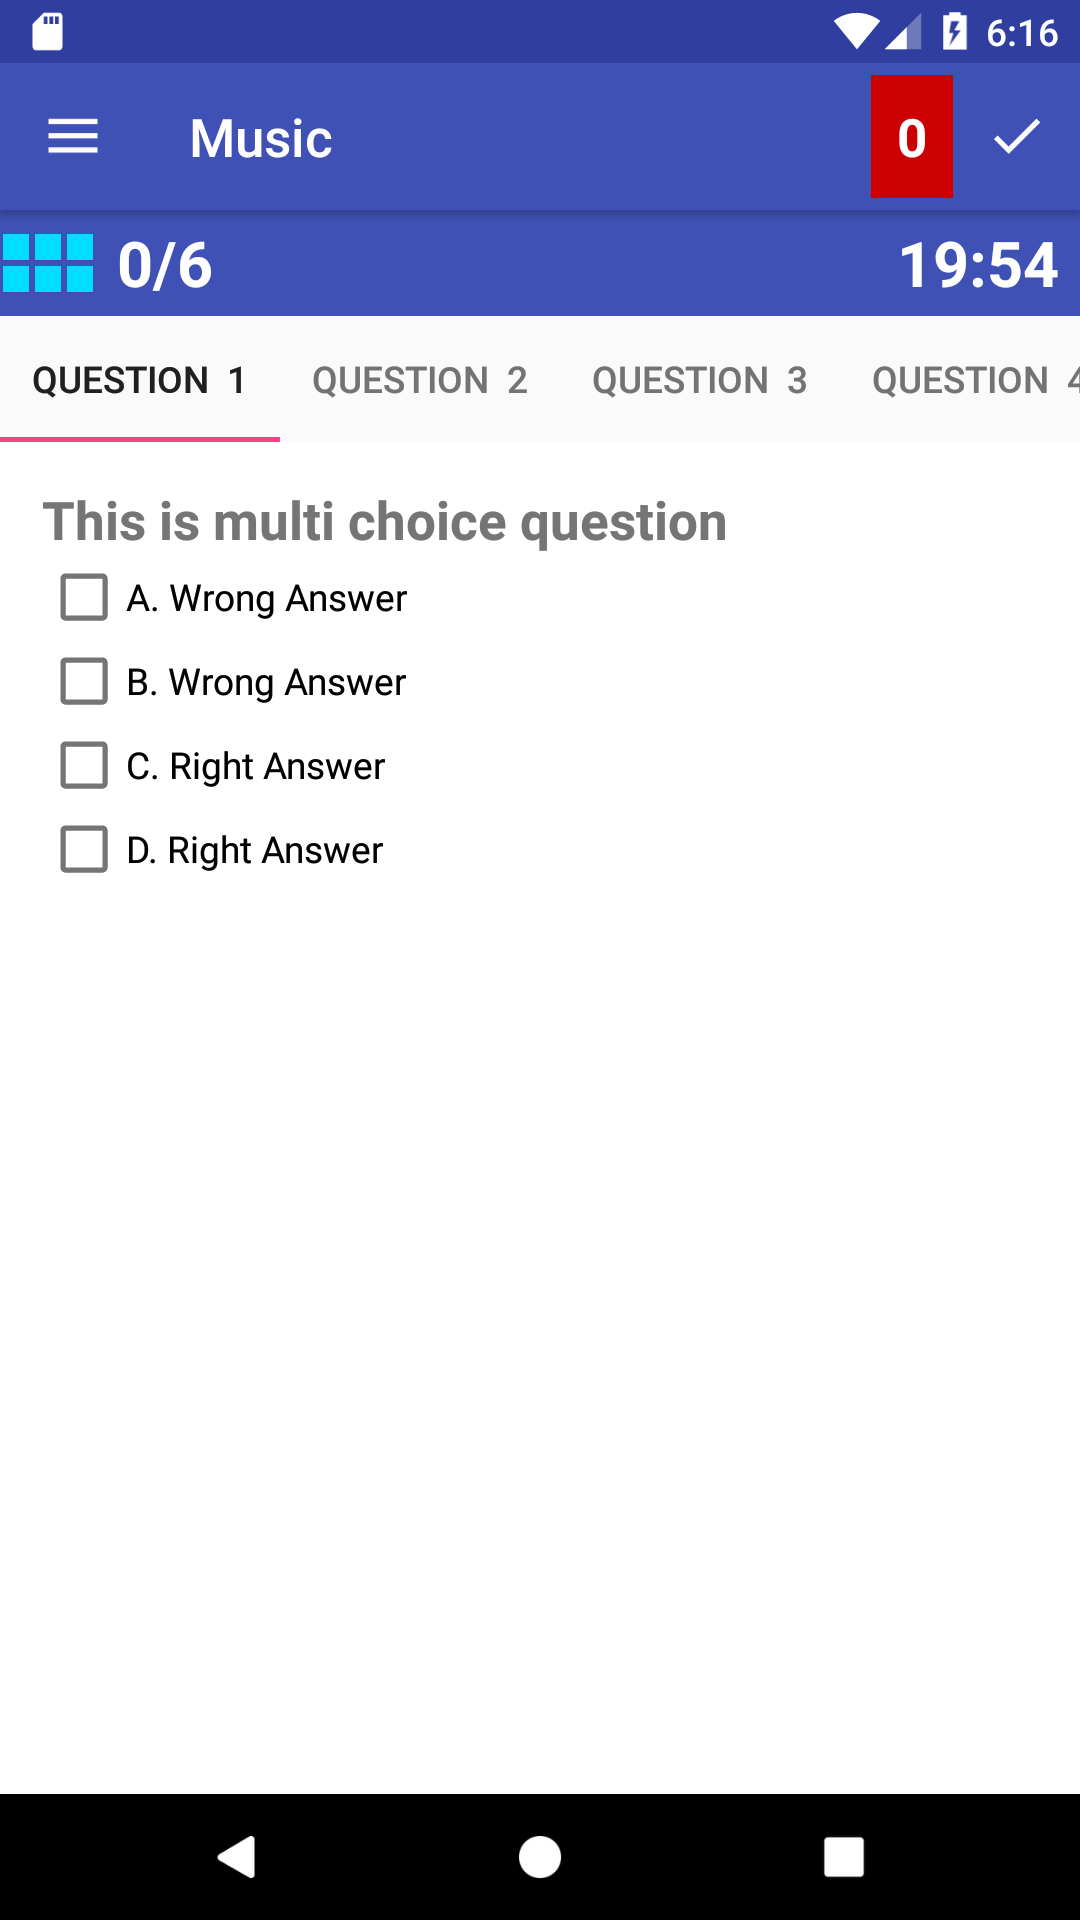 6:16
Music 0
0/6 19:54
QUESTION 1 QUESTION 2 QUESTION 3 QUESTION 4
This is multi choice question
A. Wrong Answer
B. Wrong Answer
C. Right Answer
D. Right Answer